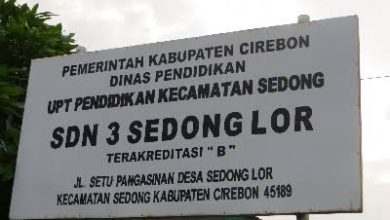 PEMERINTAH KABUPATEN CIREBON
DINAS PENDIDIKAN
UPT PENDIDIKAN KECAMATAN SEDONG
SDN 3 SEDONG LOR
TERAKREDITASI "B"
JL. SETU PANGASINAN DESA SEDONG LOR
KECAMATAN SEDONG KABUPATEN CIREBON 45189